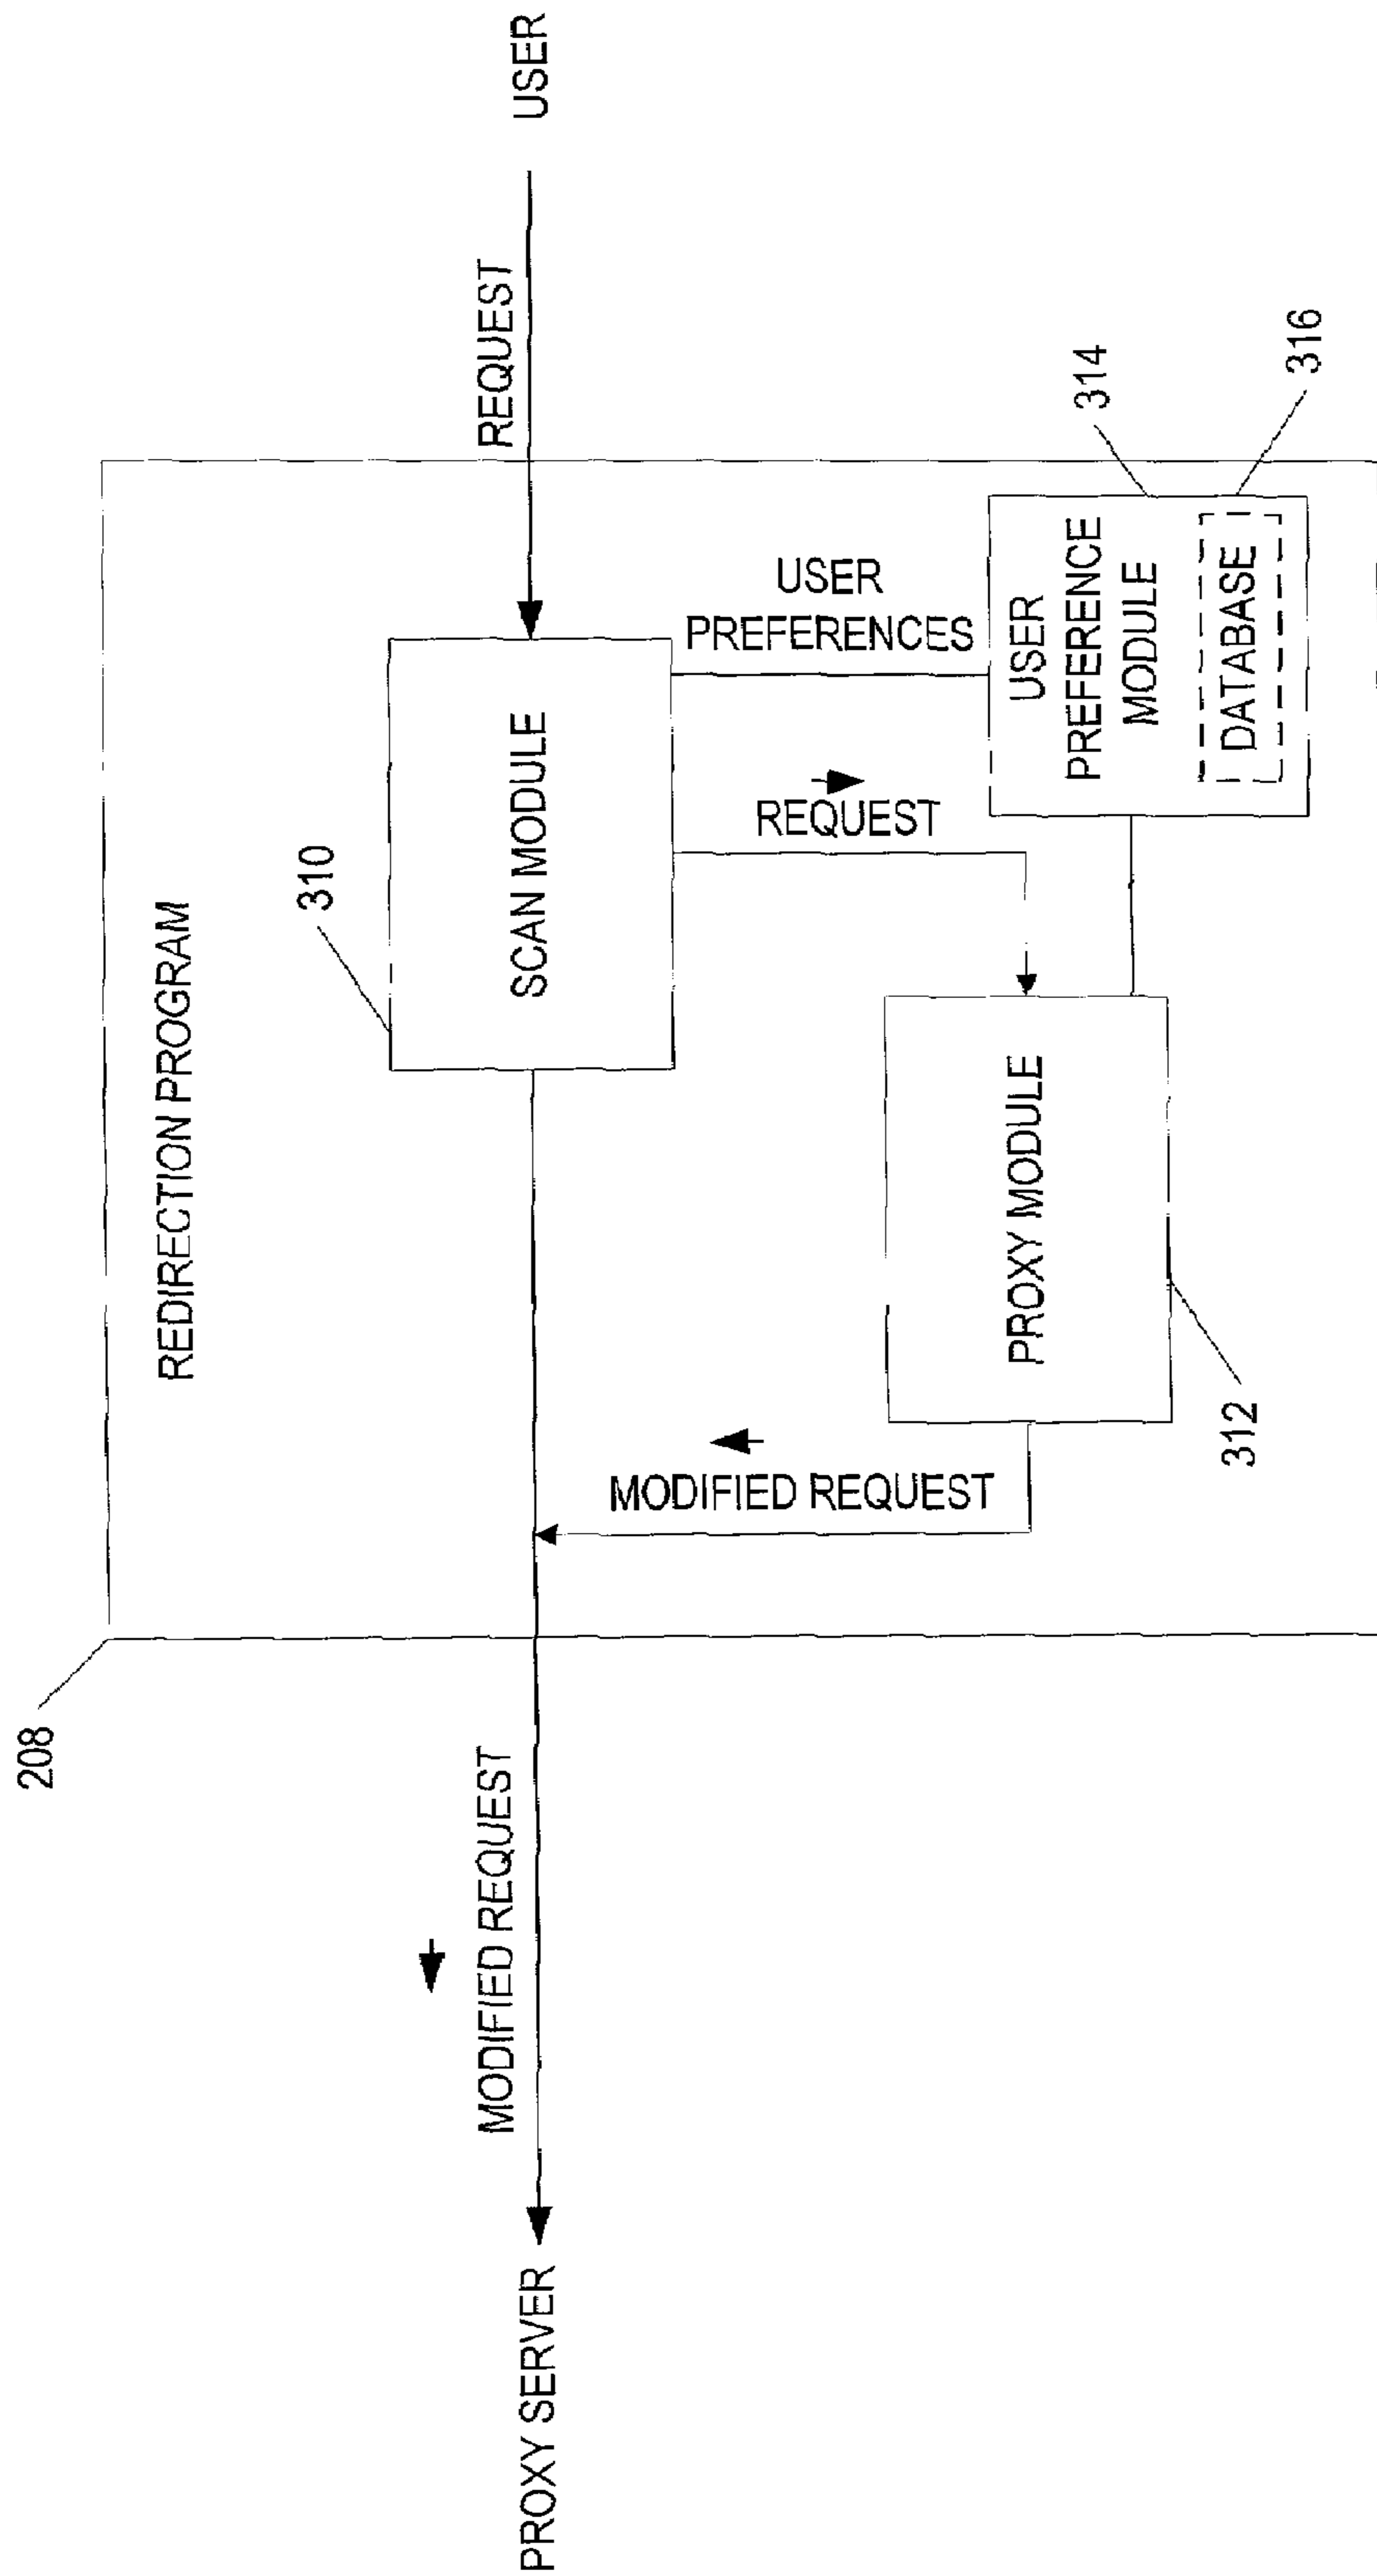 208
REDIRECTION PROGRAM
PROXY SERVER
MODIFIED REQUEST
310
SCAN MODULE
REQUEST
USER
MODIFIED REQUEST
REQUEST
USER
PREFERENCES
PROXY MODULE
312
USER
PREFERENCE
MODULE
314
DATABASE
316